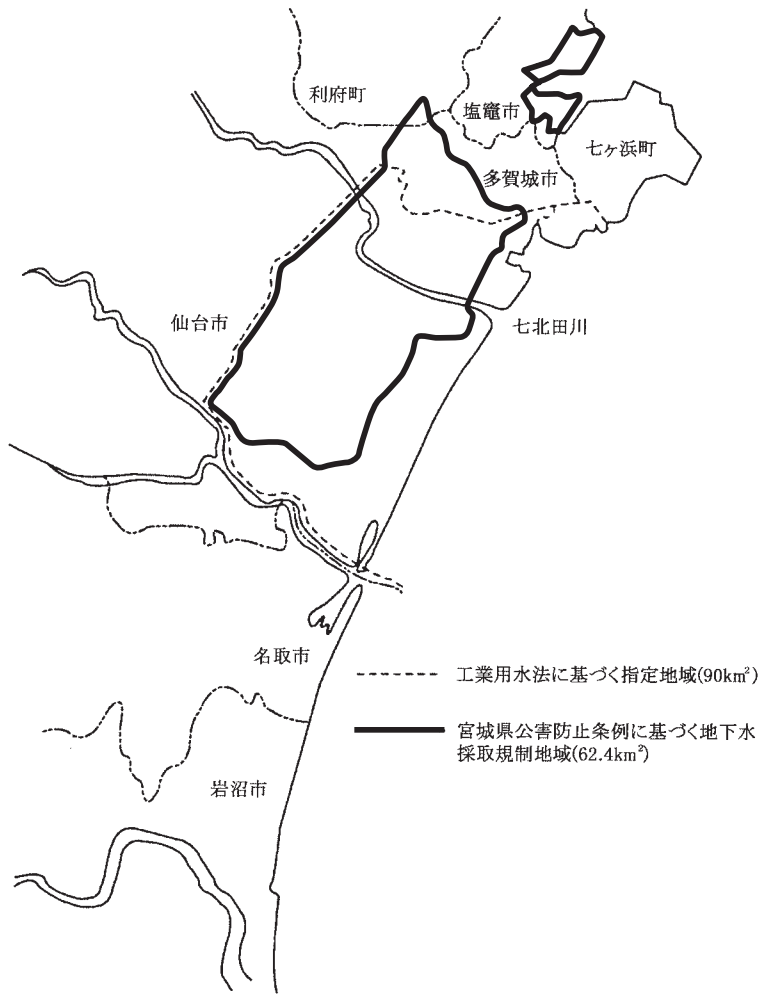 利府町
塩竈市
七ヶ浜町
多賀城市
仙台市
七北田川
名取市
工業用水法に基づく指定地域(90km²)
宮城県公害防止条例に基づく地下水
採取規制地域(62.4km²)
岩沼市